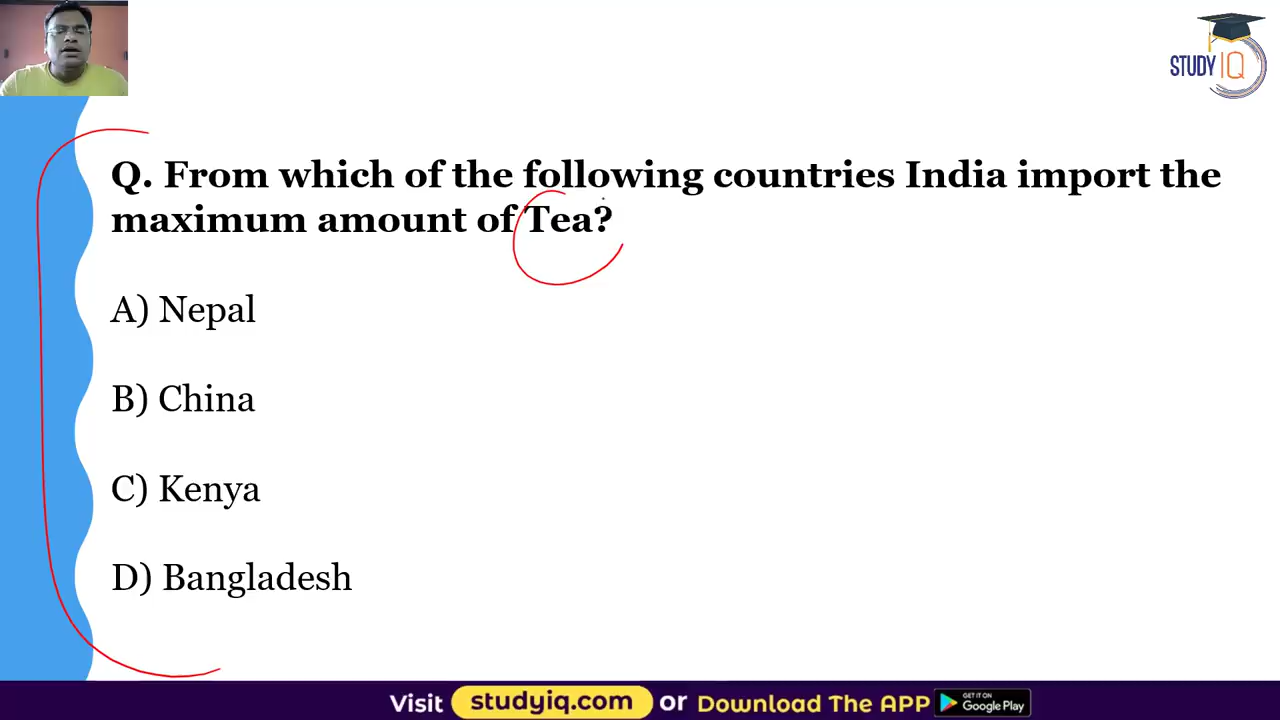 STUDY IQ
Q. From which of the following countries India import the
maximum amount of Tea?
A) Nepal
B) China
C) Kenya
D) Bangladesh
Visit studyiq.com or Download The APP GET IT ON Google Play